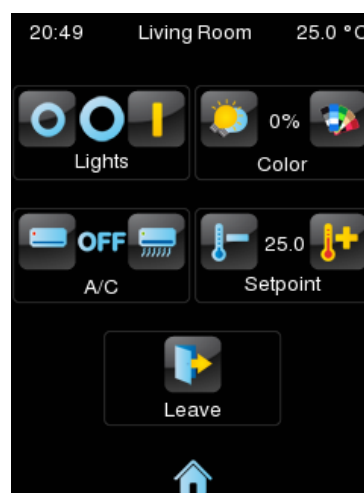 20:49 Living Room 25.0 °C
0%
Lights Color
OFF 25.0
A/C Setpoint
Leave